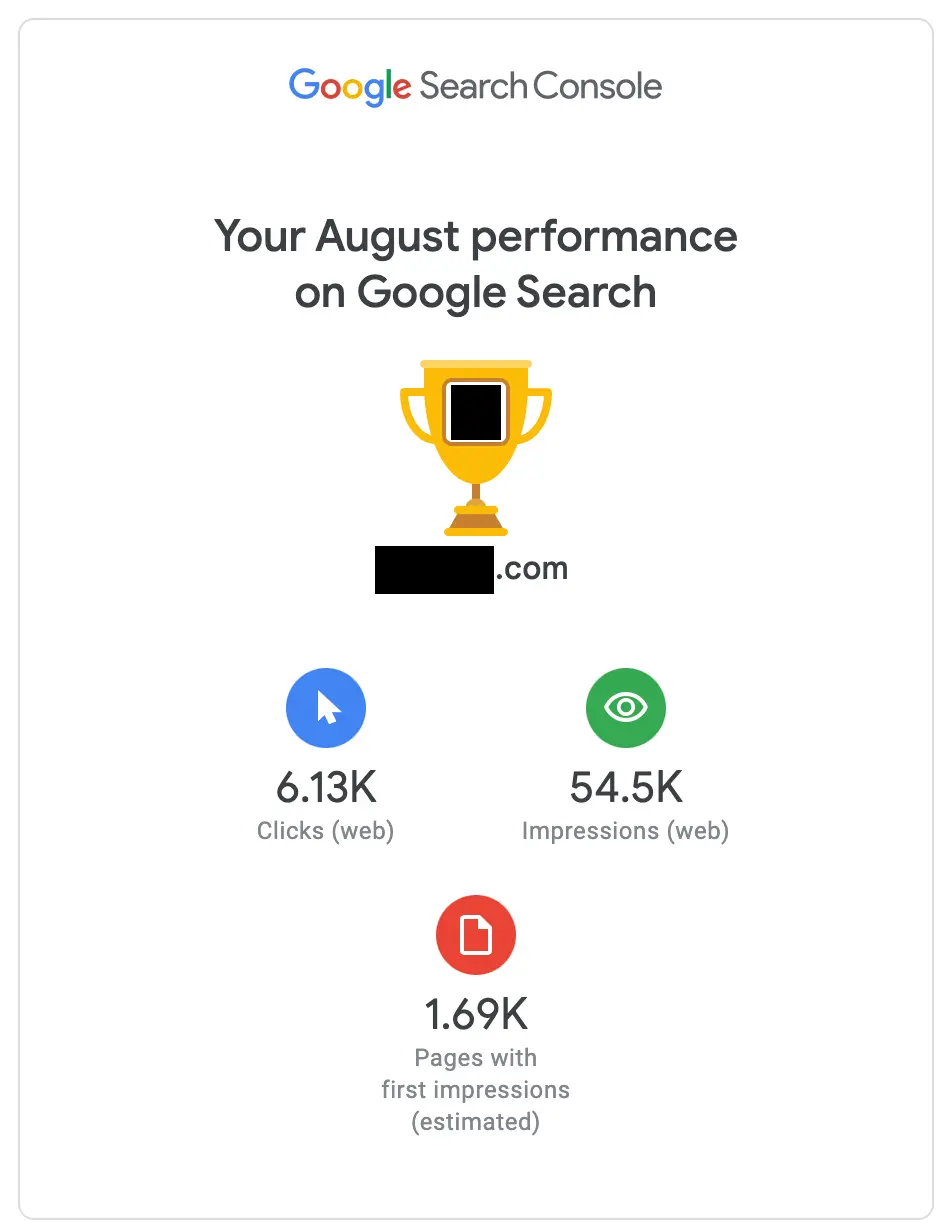 Google Search Console
Your August performance
on Google Search
.com
6.13K
Clicks (web)
54.5K
Impressions (web)
1.69K
Pages with
first impressions
(estimated)